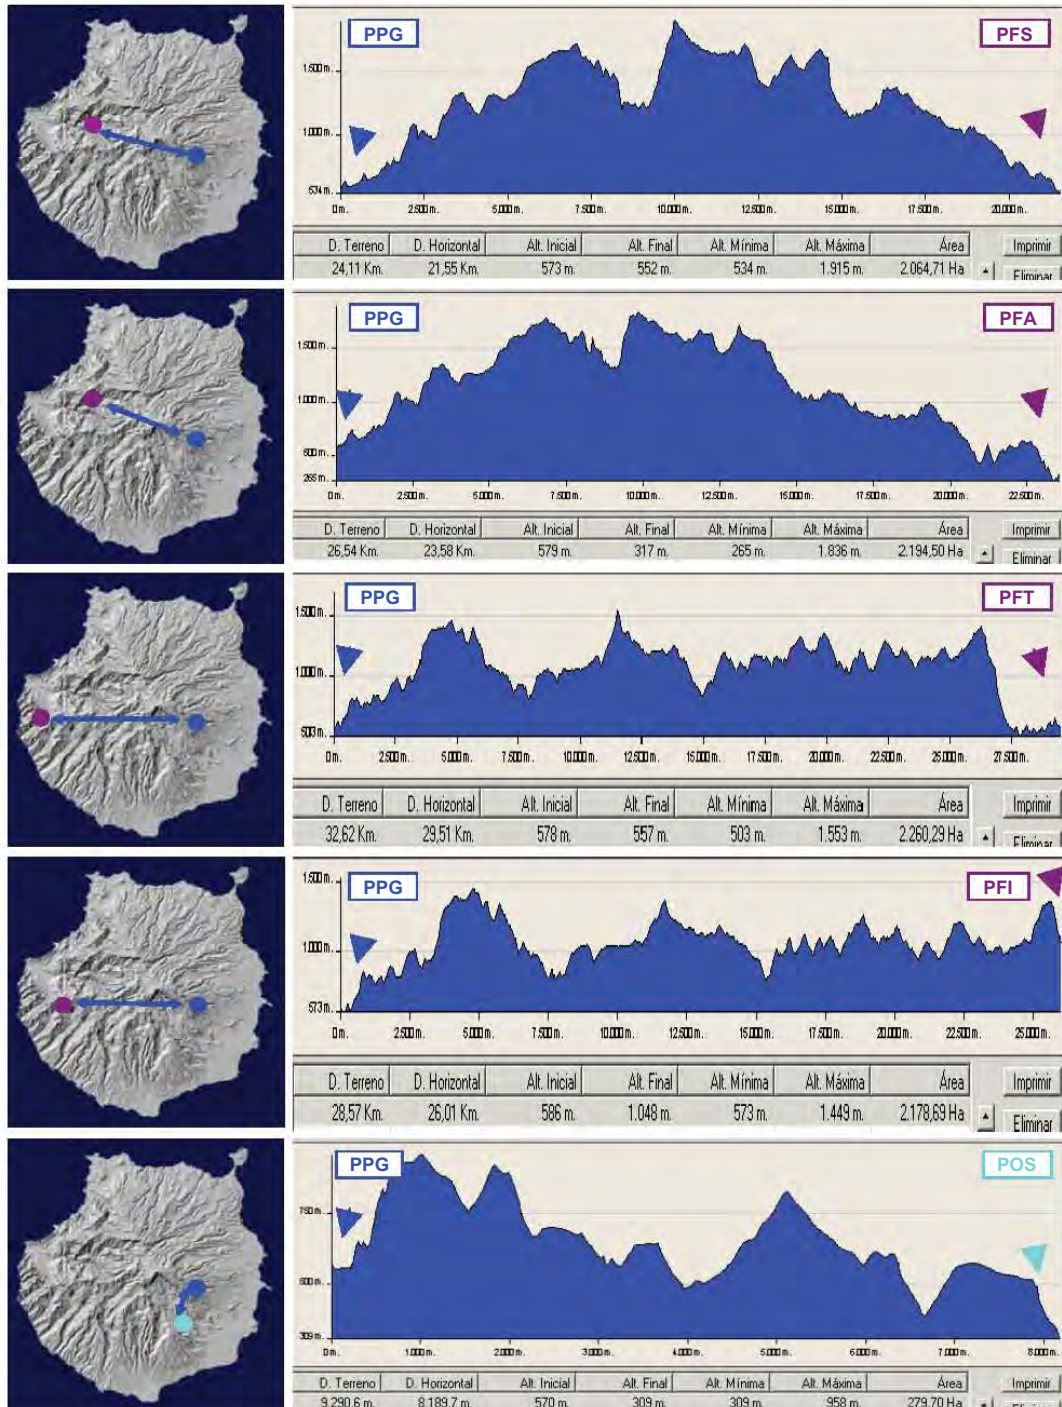 PPG PFS
1.500 m.
1.000 m.
534 m.
0 m. 2.500 m. 5.000 m. 7.500 m. 10.000 m. 12.500 m. 15.000 m. 17.500 m. 20.000 m.
D. Terreno D. Horizontal Alt. Inicial Alt. Final Alt. Mínima Alt. Máxima Área Imprimir
24,11 Km. 21,55 Km. 573 m. 552 m. 534 m. 1.915 m. 2.064,71 Ha Eliminar
PPG PFA
1.500 m.
1.000 m.
500 m.
265 m.
0 m. 2.500 m. 5.000 m. 7.500 m. 10.000 m. 12.500 m. 15.000 m. 17.500 m. 20.000 m. 22.500 m.
D. Terreno D. Horizontal Alt. Inicial Alt. Final Alt. Mínima Alt. Máxima Área Imprimir
26,54 Km. 23,58 Km. 579 m. 317 m. 265 m. 1.836 m. 2.194,50 Ha Eliminar
PPG PFT
1.500 m.
1.000 m.
503 m.
0 m. 2.500 m. 5.000 m. 7.500 m. 10.000 m. 12.500 m. 15.000 m. 17.500 m. 20.000 m. 22.500 m. 25.000 m. 27.500 m.
D. Terreno D. Horizontal Alt. Inicial Alt. Final Alt. Mínima Alt. Máxima Área Imprimir
32,62 Km. 29,51 Km. 578 m. 557 m. 503 m. 1.553 m. 2.260,29 Ha Eliminar
PPG PFI
1.500 m.
1.000 m.
573 m.
0 m. 2.500 m. 5.000 m. 7.500 m. 10.000 m. 12.500 m. 15.000 m. 17.500 m. 20.000 m. 22.500 m. 25.000 m.
D. Terreno D. Horizontal Alt. Inicial Alt. Final Alt. Mínima Alt. Máxima Área Imprimir
28,57 Km. 26,01 Km. 586 m. 1.048 m. 573 m. 1.449 m. 2.178,69 Ha Eliminar
PPG POS
750 m.
500 m.
309 m.
0 m. 1.000 m. 2.000 m. 3.000 m. 4.000 m. 5.000 m. 6.000 m. 7.000 m. 8.000 m.
D. Terreno D. Horizontal Alt. Inicial Alt. Final Alt. Mínima Alt. Máxima Área Imprimir
9.290,6 m. 8.189,7 m. 570 m. 309 m. 309 m. 958 m. 279,70 Ha